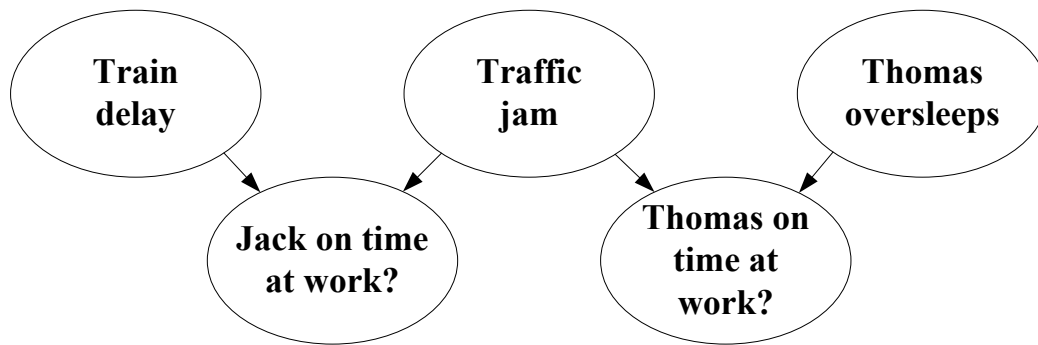 Train
delay
Traffic
jam
Thomas
oversleeps
Jack on time
at work?
Thomas on
time at
work?